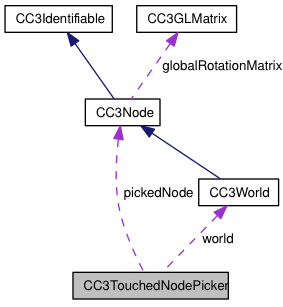 CC3Identifiable
CC3GLMatrix
globalRotationMatrix
CC3Node
pickedNode
CC3World
world
CC3TouchedNodePicker